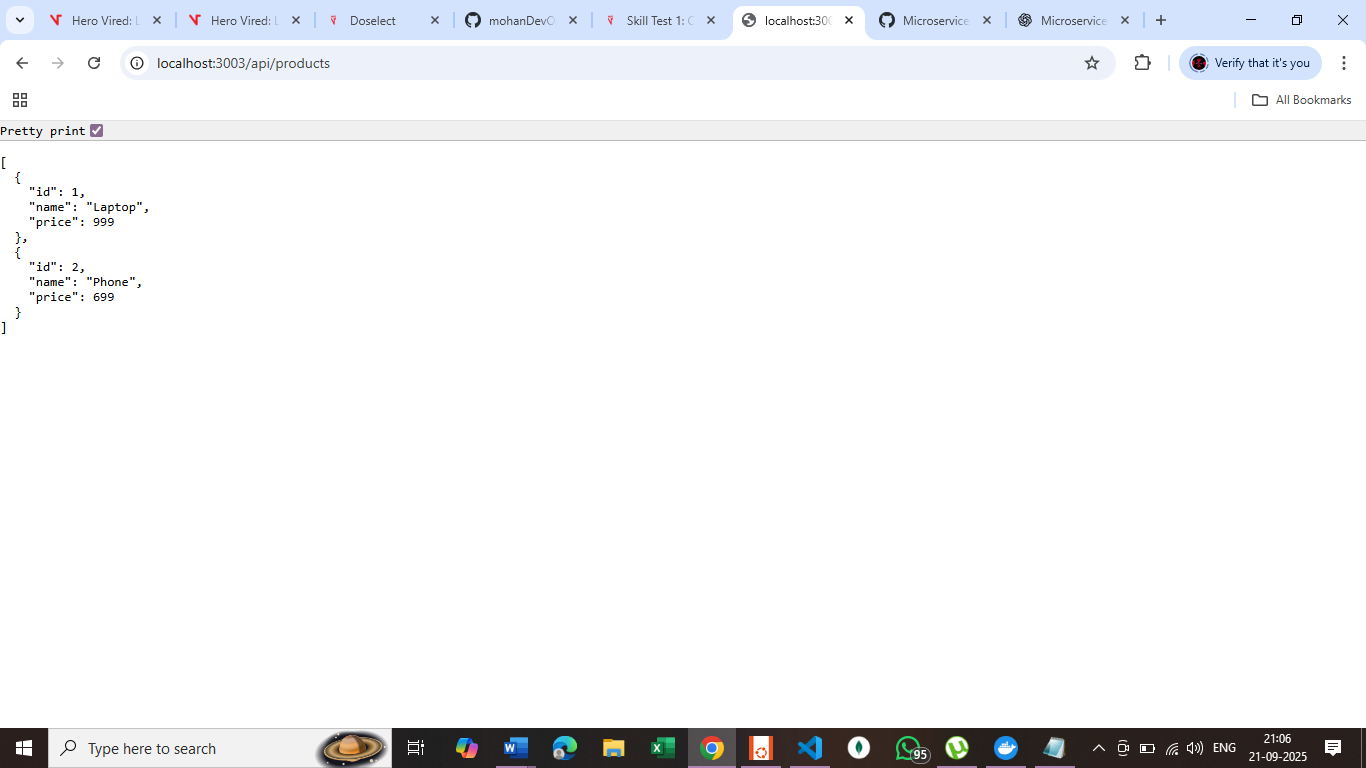 Hero Vired: L
Hero Vired: L
Doselect
mohanDevO
Skill Test 1: C
localhost:300
Microservice
Microservice
localhost:3003/api/products
Verify that it's you
All Bookmarks
Pretty print
[
  {
    "id": 1,
    "name": "Laptop",
    "price": 999
  },
  {
    "id": 2,
    "name": "Phone",
    "price": 699
  }
]
Type here to search
95
ENG
21:06
21-09-2025